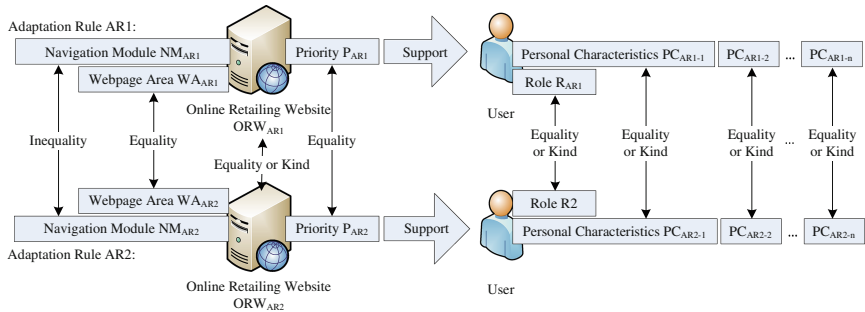 Adaptation Rule AR1:
Navigation Module NMAR1
Priority PAR1
Support
Personal Characteristics PCAR1-1
PCAR1-2
...
PCAR1-n
Webpage Area WAAR1
Role RAR1
Online Retailing Website
ORWAR1
User
Inequality
Equality
Equality or Kind
Equality
Equality
or Kind
Equality
or Kind
Equality
or Kind
...
Equality
or Kind
Webpage Area WAAR2
Role R2
Navigation Module NMAR2
Priority PAR2
Support
Personal Characteristics PCAR2-1
PCAR2-2
...
PCAR2-n
Adaptation Rule AR2:
Online Retailing Website
ORWAR2
User